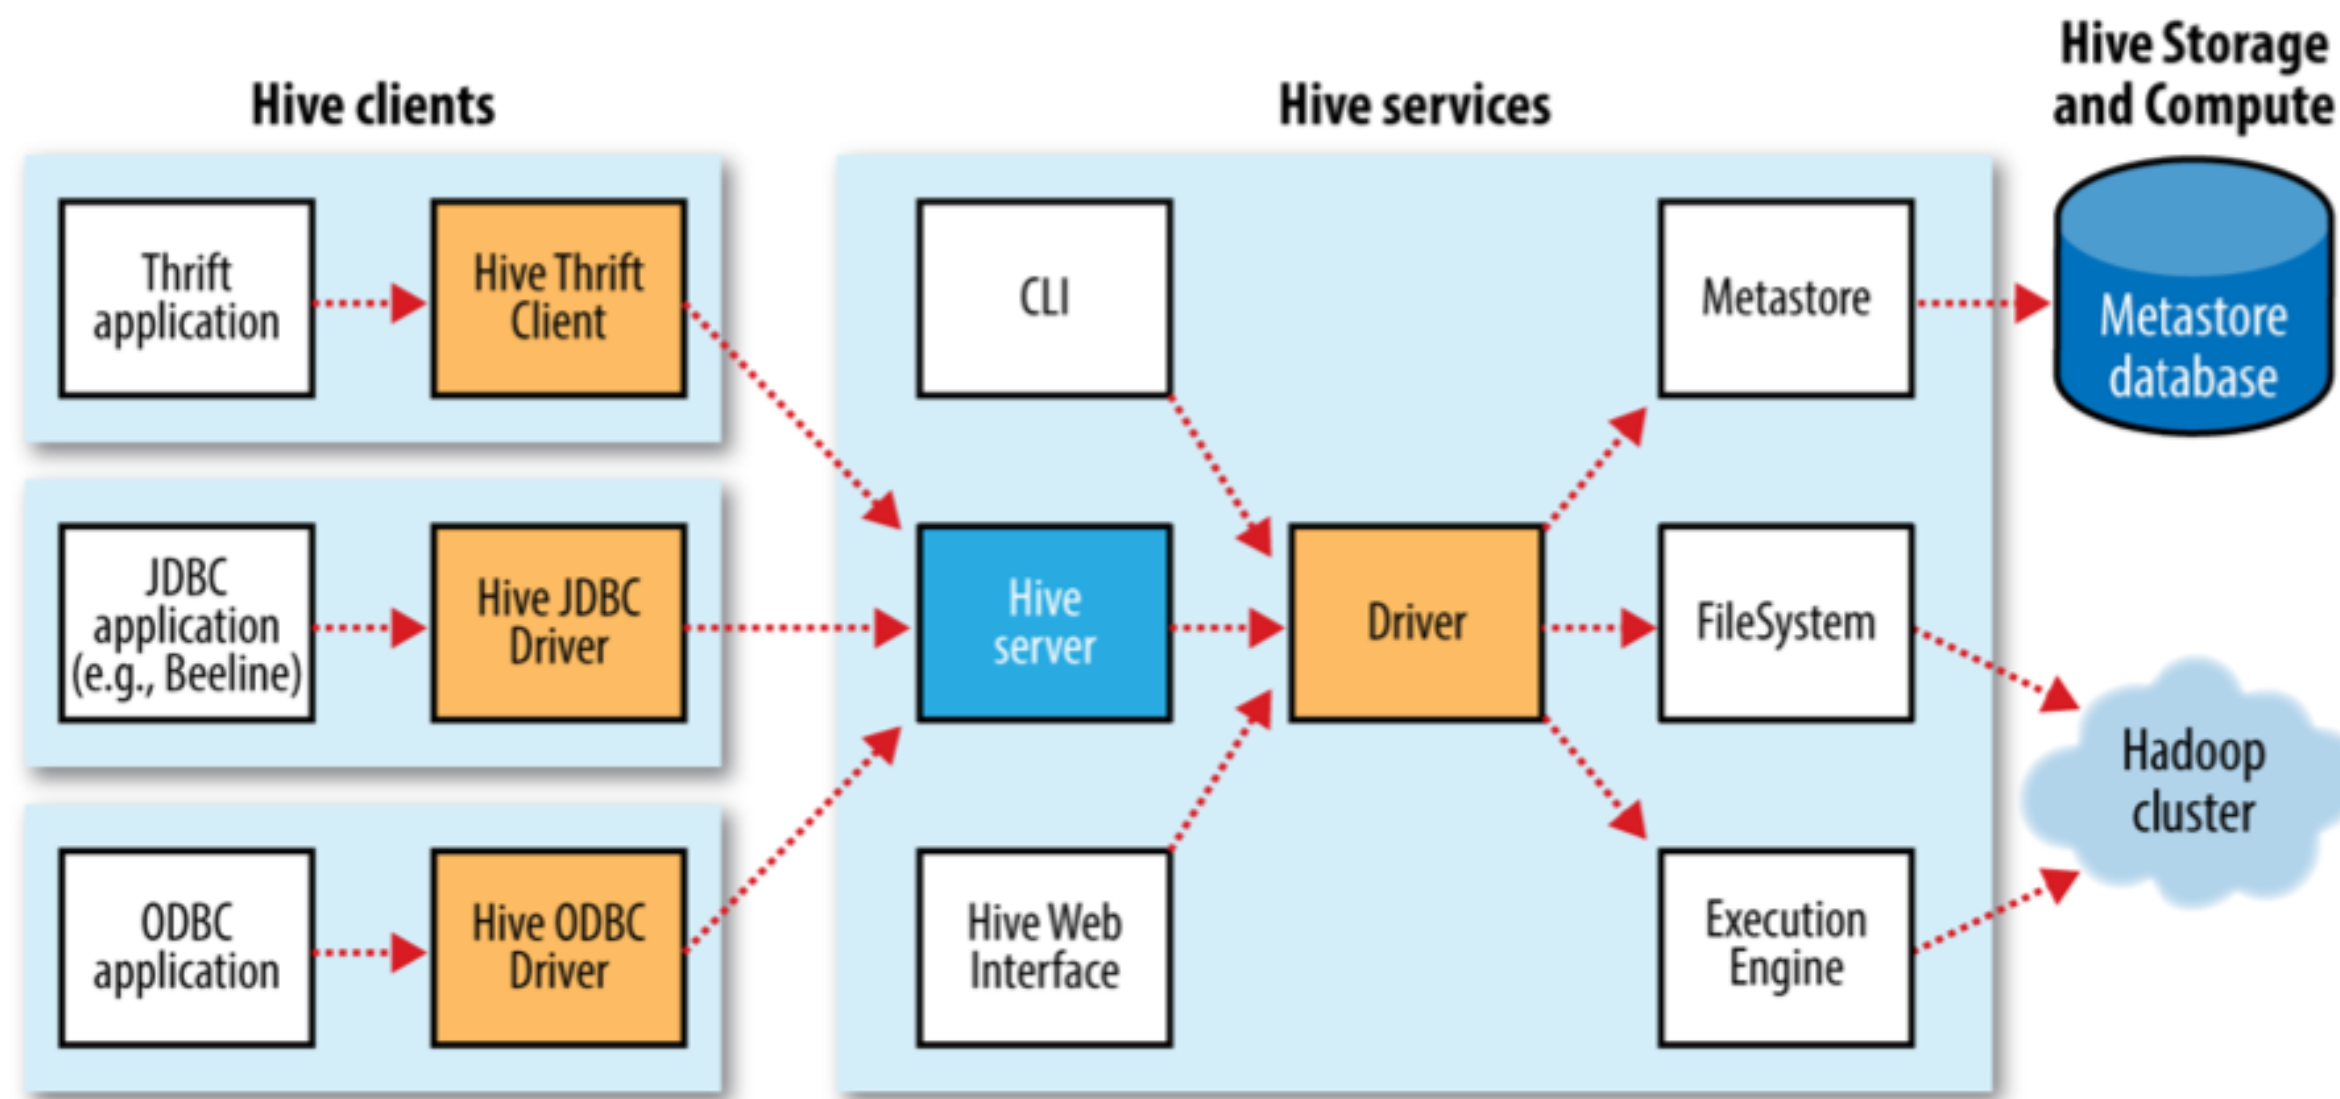 Hive clients
Hive services
Hive Storage
and Compute
Thrift
application
Hive Thrift
Client
CLI
Metastore
Metastore
database
JDBC
application
(e.g., Beeline)
Hive JDBC
Driver
Hive
server
Driver
FileSystem
Hadoop
cluster
ODBC
application
Hive ODBC
Driver
Hive Web
Interface
Execution
Engine